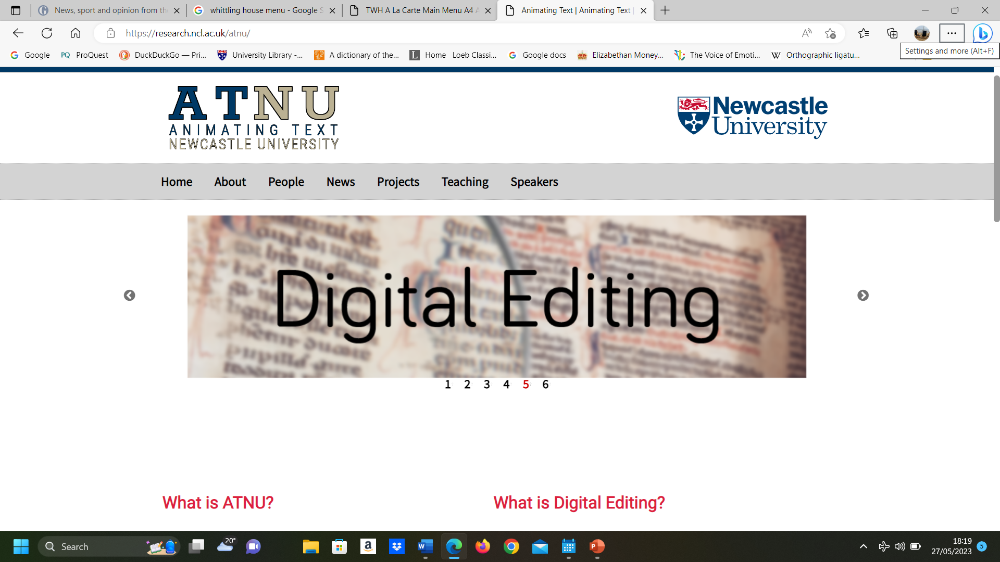 News, sport and opinion from th
whittling house menu - Google S
TWH A La Carte Main Menu A4 A
Animating Text | Animating Text |
https://research.ncl.ac.uk/atnu/
Settings and more (Alt+F)
Google
PQ ProQuest
DuckDuckGo — Pri...
University Library -...
A dictionary of the...
L Home Loeb Classi...
Google docs
Elizabethan Money...
The Voice of Emoti...
W Orthographic ligatu...
ATNU
ANIMATING TEXT
NEWCASTLE UNIVERSITY
Newcastle
University
Home About People News Projects Teaching Speakers
Digital Editing
1 2 3 4 5 6
What is ATNU?
What is Digital Editing?
Search
20°
18:19
27/05/2023
5